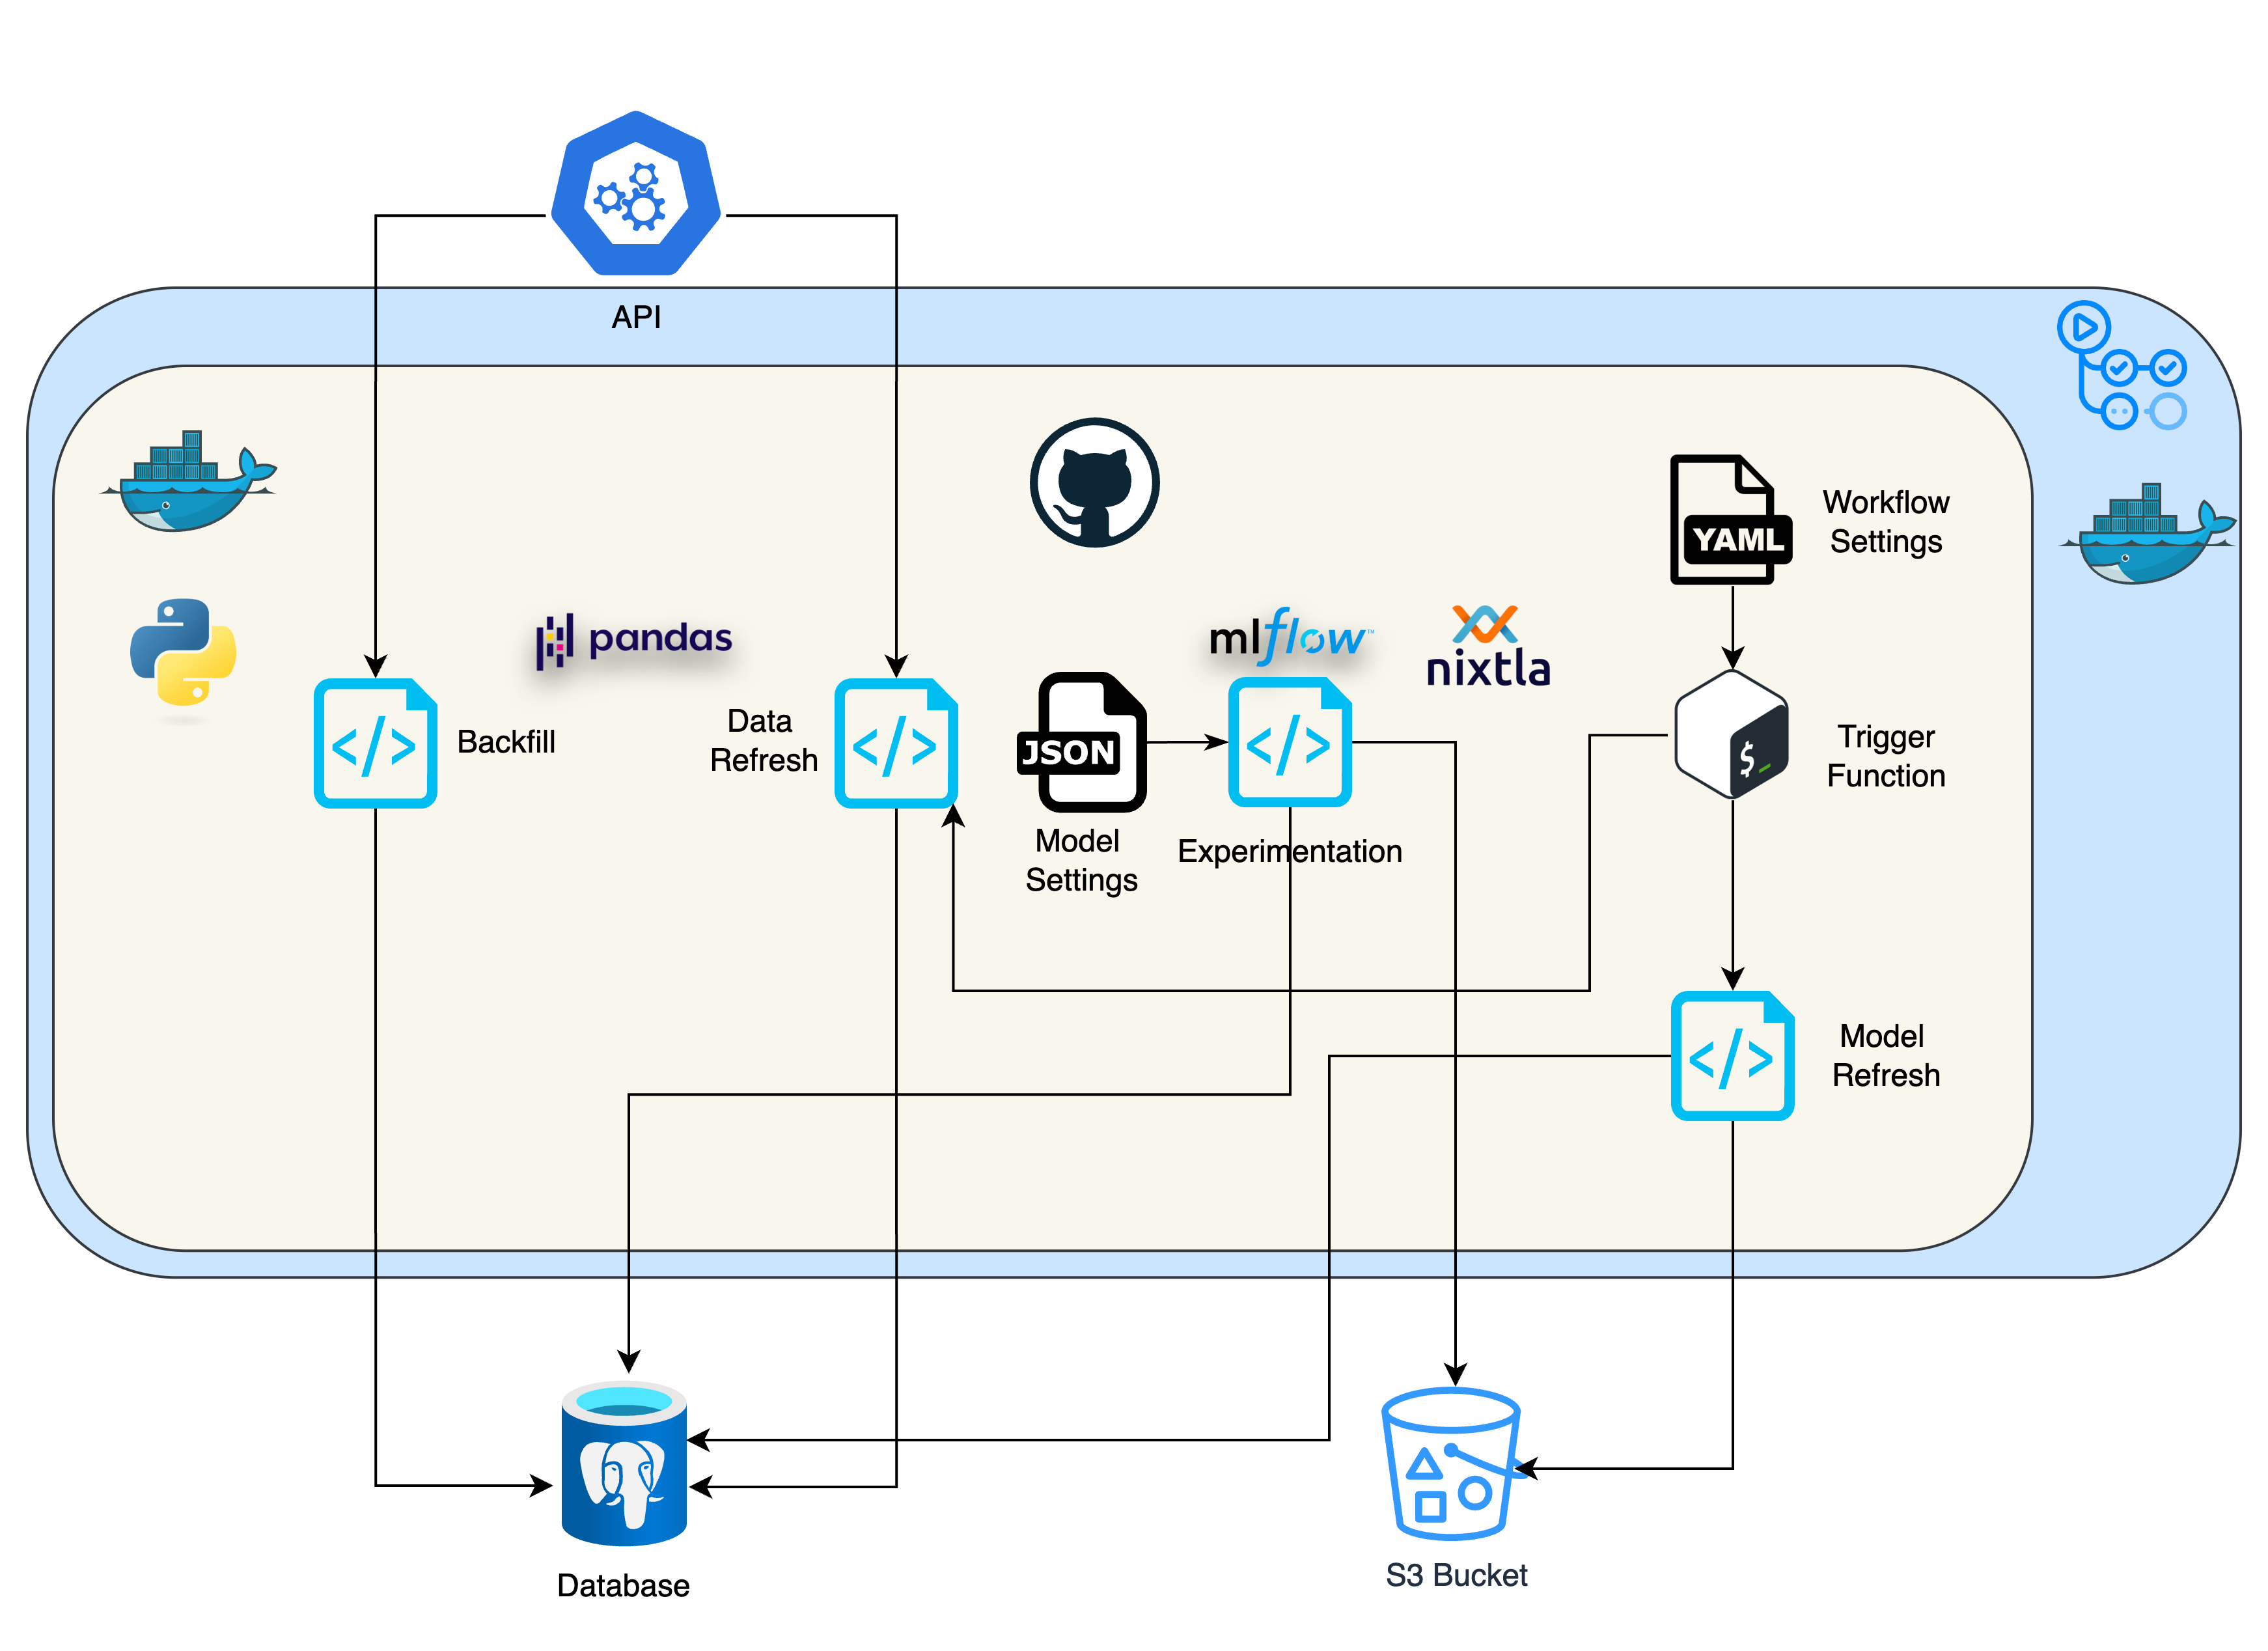 API
YAML
Workflow
Settings
pandas
mlflow™
nixtla
</>
Backfill
Data
Refresh
</>
JSON
</>
$_
Trigger
Function
Model
Settings
Experimentation
</>
Model
Refresh
Database
S3 Bucket